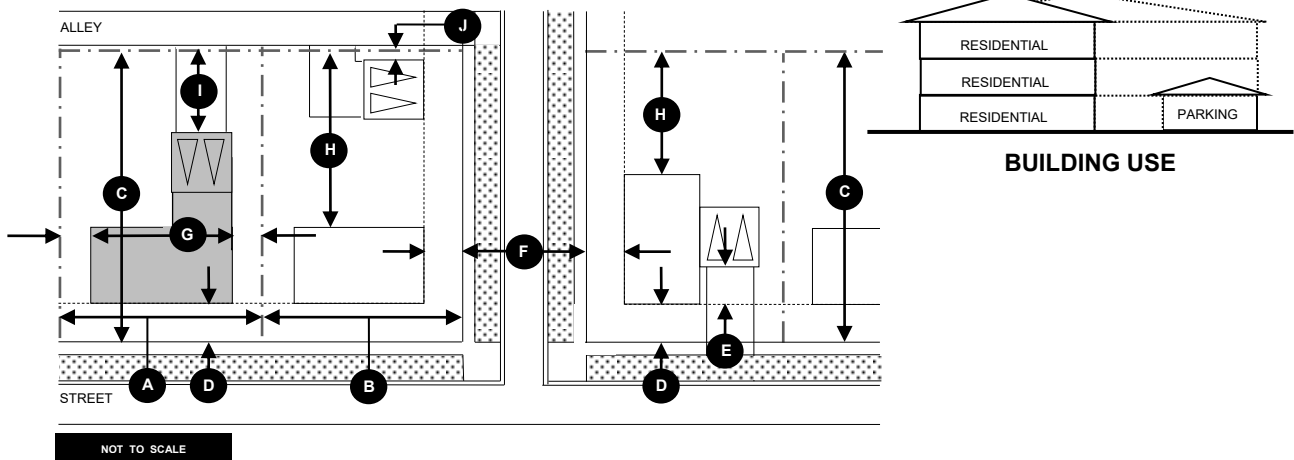 ALLEY
J
I
H
C
G
F
A
D
B
STREET
NOT TO SCALE
H
C
E
D
RESIDENTIAL
RESIDENTIAL
RESIDENTIAL
PARKING
BUILDING USE